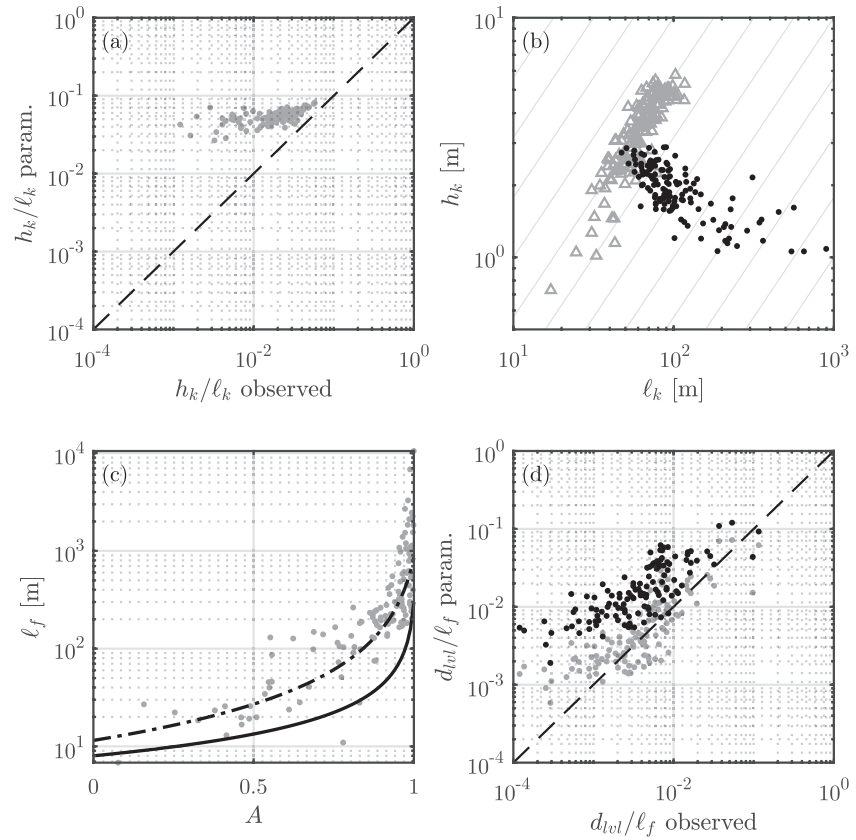 (a)
10^0
10^-1
10^-2
10^-3
10^-4
h_k/ℓ_k param.
10^-4 10^-2 10^0
h_k/ℓ_k observed
(b)
10^1
10^0
h_k [m]
10^1 10^2 10^3
ℓ_k [m]
(c)
10^4
10^3
10^2
10^1
ℓ_f [m]
0 0.5 1
A
(d)
10^0
10^-1
10^-2
10^-3
10^-4
d_lvl/ℓ_f param.
10^-4 10^-2 10^0
d_lvl/ℓ_f observed